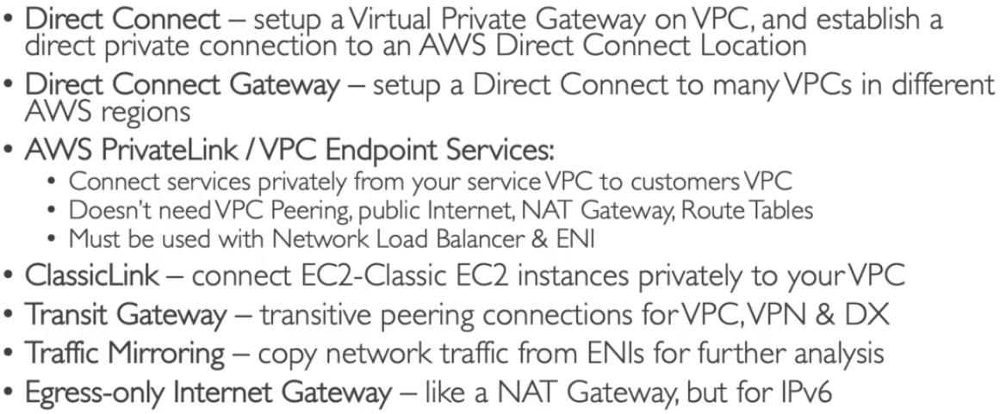 • Direct Connect – setup a Virtual Private Gateway on VPC, and establish a
direct private connection to an AWS Direct Connect Location
• Direct Connect Gateway – setup a Direct Connect to many VPCs in different
AWS regions
• AWS PrivateLink / VPC Endpoint Services:
• Connect services privately from your service VPC to customers VPC
• Doesn't need VPC Peering, public Internet, NAT Gateway, Route Tables
• Must be used with Network Load Balancer & ENI
• ClassicLink – connect EC2-Classic EC2 instances privately to your VPC
• Transit Gateway – transitive peering connections for VPC, VPN & DX
• Traffic Mirroring – copy network traffic from ENIs for further analysis
• Egress-only Internet Gateway – like a NAT Gateway, but for IPv6